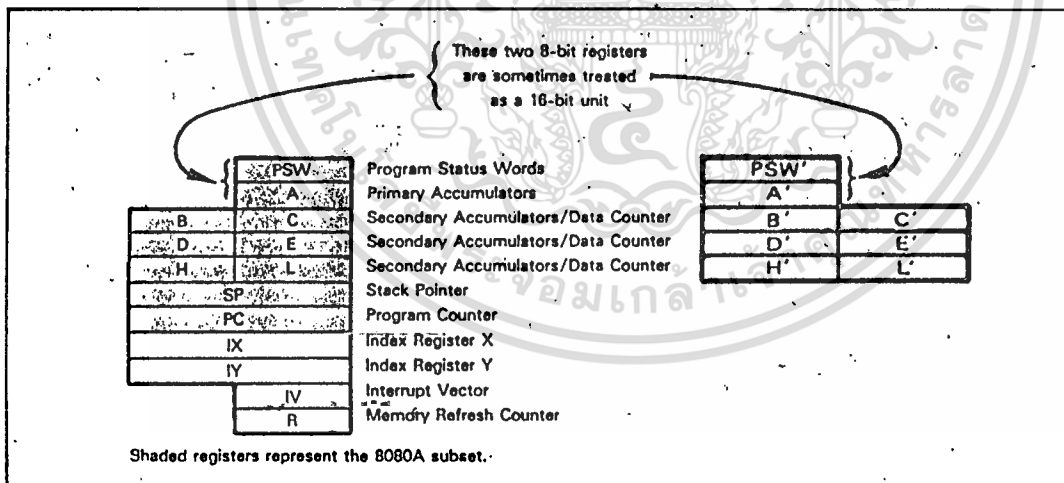 These two 8-bit registers
are sometimes treated
as a 16-bit unit
PSW Program Status Words PSW'
A Primary Accumulators A'
B C Secondary Accumulators/Data Counter B' C'
D E Secondary Accumulators/Data Counter D' E'
H L Secondary Accumulators/Data Counter H' L'
SP Stack Pointer
PC Program Counter
IX Index Register X
IY Index Register Y
IV Interrupt Vector
R Memory Refresh Counter
Shaded registers represent the 8080A subset.